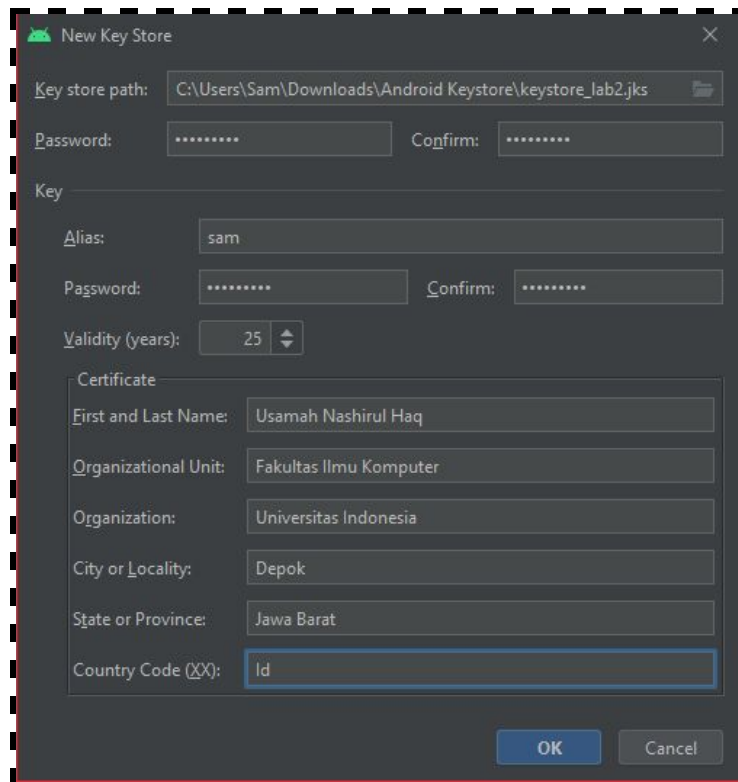 New Key Store
Key store path: C:\Users\Sam\Downloads\Android Keystore\keystore_lab2.jks
Password: ••••••••• Confirm: •••••••••
Key
Alias: sam
Password: ••••••••• Confirm: •••••••••
Validity (years): 25
Certificate
First and Last Name: Usamah Nashirul Haq
Organizational Unit: Fakultas Ilmu Komputer
Organization: Universitas Indonesia
City or Locality: Depok
State or Province: Jawa Barat
Country Code (XX): Id
OK Cancel